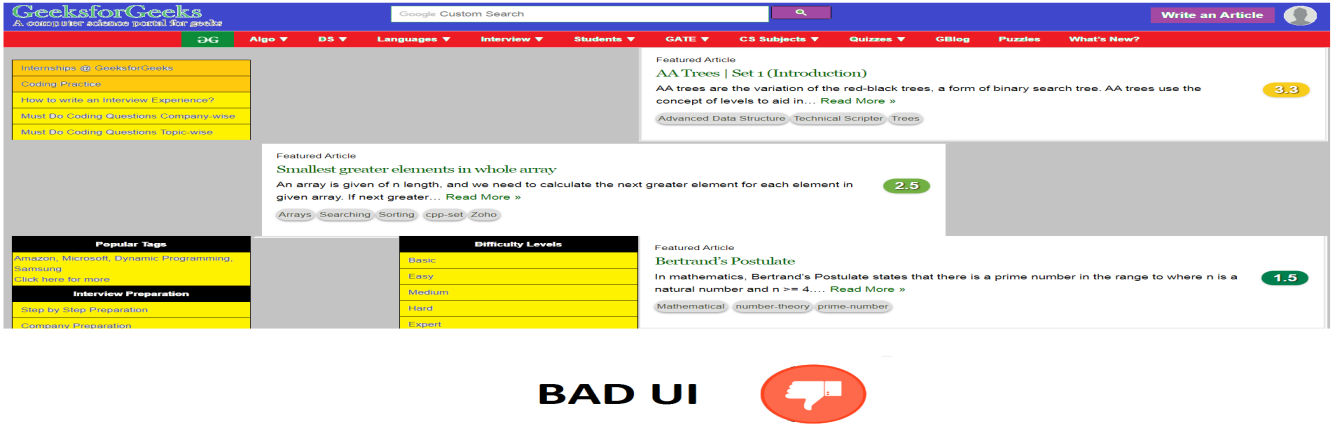 GeeksforGeeks
A computer science portal for geeks
Google Custom Search
Write an Article
GG Algo ▼ DS ▼ Languages ▼ Interview ▼ Students ▼ GATE ▼ CS Subjects ▼ Quizzes ▼ GBlog Puzzles What's New?
Internships @ GeeksforGeeks
Coding Practice
How to write an Interview Experience?
Must Do Coding Questions Company-wise
Must Do Coding Questions Topic-wise
Featured Article
AA Trees | Set 1 (Introduction)
AA trees are the variation of the red-black trees, a form of binary search tree. AA trees use the
concept of levels to aid in... Read More »
3.3
Advanced Data Structure Technical Scripter Trees
Featured Article
Smallest greater elements in whole array
An array is given of n length, and we need to calculate the next greater element for each element in
given array. If next greater... Read More »
2.5
Arrays Searching Sorting cpp-set Zoho
Popular Tags
Amazon, Microsoft, Dynamic Programming,
Samsung
Click here for more
Interview Preparation
Step by Step Preparation
Company Preparation
Difficulty Levels
Basic
Easy
Medium
Hard
Expert
Featured Article
Bertrand's Postulate
In mathematics, Bertrand's Postulate states that there is a prime number in the range to where n is a
natural number and n >= 4.... Read More »
1.5
Mathematical number-theory prime-number
BAD UI